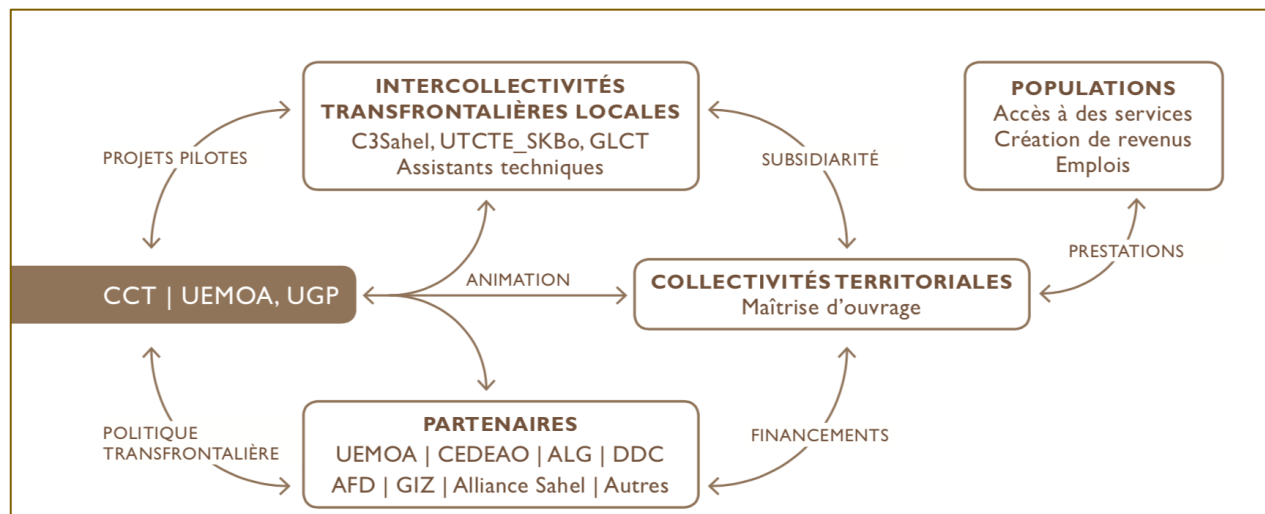 INTERCOLLECTIVITÉS
TRANSFRONTALIÈRES LOCALES
C3Sahel, UTCTE_SKBo, GLCT
Assistants techniques
POPULATIONS
Accès à des services
Création de revenus
Emplois
PROJETS PILOTES
SUBSIDIARITÉ
PRESTATIONS
CCT | UEMOA, UGP
ANIMATION
COLLECTIVITÉS TERRITORIALES
Maîtrise d’ouvrage
POLITIQUE
TRANSFRONTALIÈRE
PARTENAIRES
UEMOA | CEDEAO | ALG | DDC
AFD | GIZ | Alliance Sahel | Autres
FINANCEMENTS